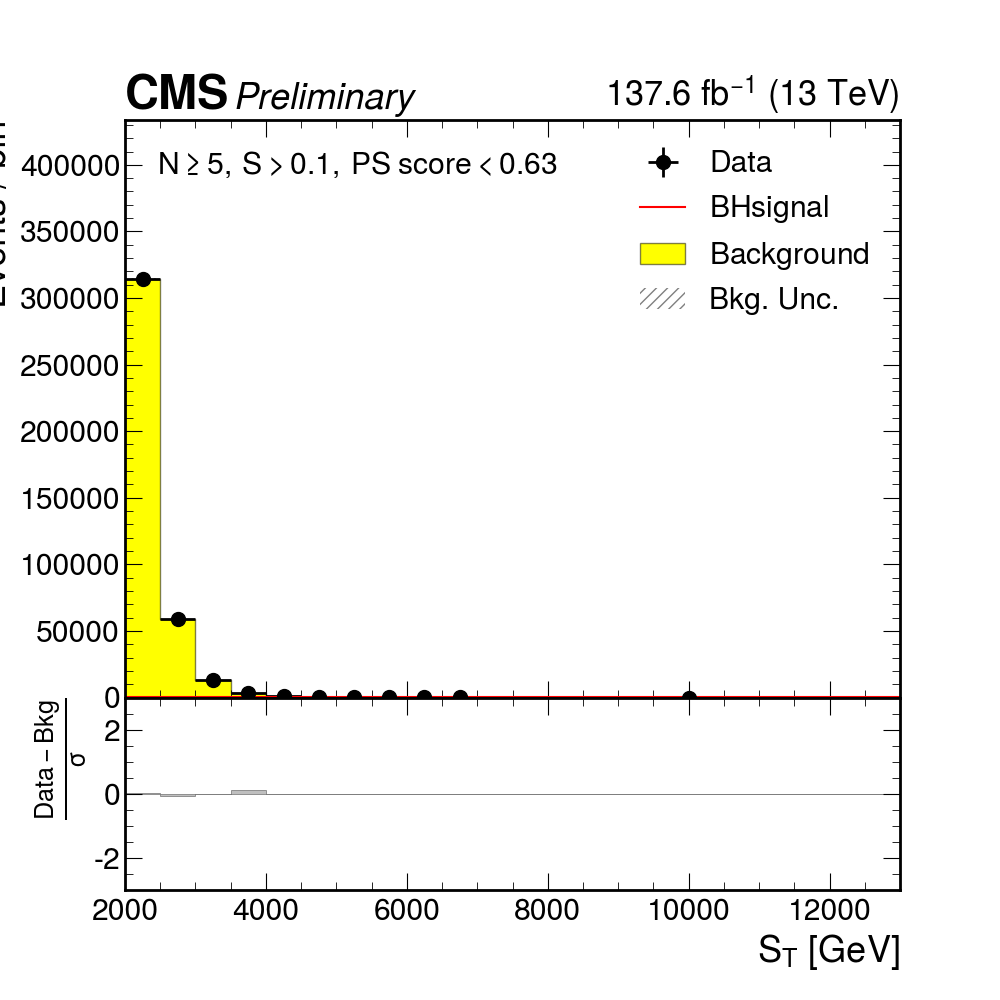 CMS Preliminary 137.6 fb⁻¹ (13 TeV)
N ≥ 5, S > 0.1, PS score < 0.63
Data
BHsignal
Background
Bkg. Unc.
400000
350000
300000
250000
200000
150000
100000
50000
0
Data – Bkg
σ
2
0
-2
2000 4000 6000 8000 10000 12000
S_T [GeV]